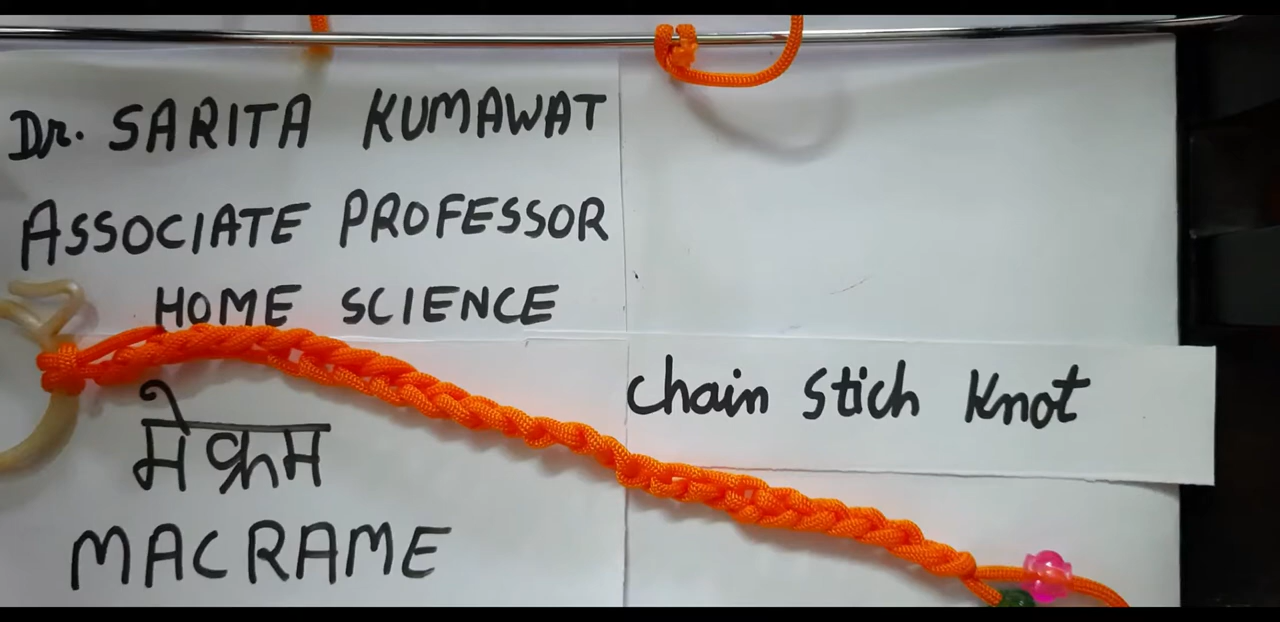 Dr. SARITA KUMAWAT
ASSOCIATE PROFESSOR
HOME SCIENCE
Chain Stich Knot
मेक्रम
MACRAME